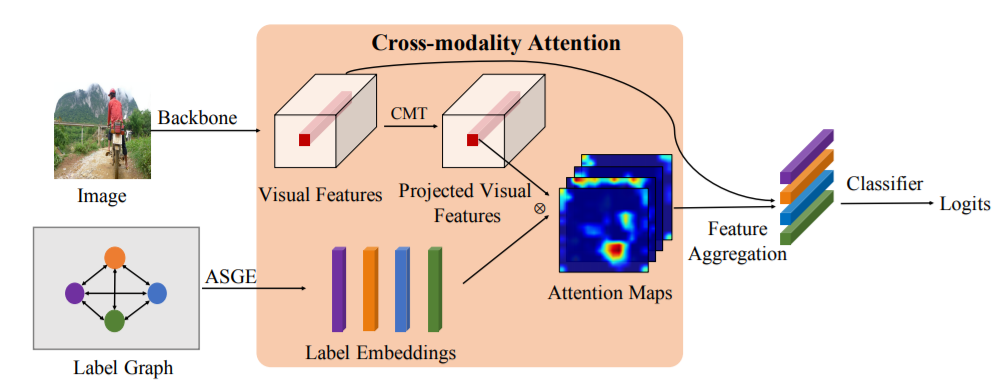 Cross-modality Attention
Backbone
CMT
Image
Visual Features
Projected Visual
Features
⊗
Classifier
Logits
Feature
Aggregation
ASGE
Attention Maps
Label Embeddings
Label Graph